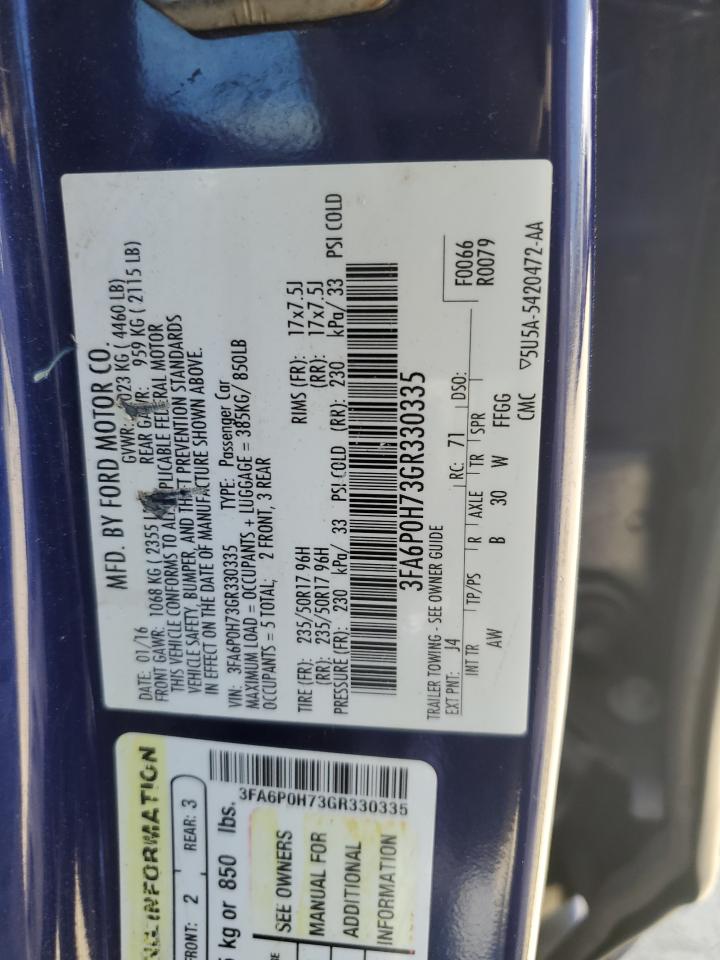 MFD. BY FORD MOTOR CO.
DATE: 01/16 GVWR: 023 KG / 4460 LB)
FRONT GAWR: 1068 KG ( 2355 REAR 959 KG ( 2115 LB)
THIS VEHICLE CONFORMS TO APPLICABLE FEDERAL MOTOR
VEHICLE SAFETY, BUMPER, AND THEFT PREVENTION STANDARDS
IN EFFECT ON THE DATE OF MANUFACTURE SHOWN ABOVE.
VIN: 3FA6P0H73GR330335 TYPE: Passenger Car
MAXIMUM LOAD = OCCUPANTS + LUGGAGE = 385KG/ 850LB
OCCUPANTS = 5 TOTAL; 2 FRONT, 3 REAR
TIRE (FR): 235/50R17 96H RIMS (FR): 17x7.5J
(RR): 235/50R17 96H (RR): 17x7.5J
PRESSURE (FR): 230 kPa/ 33 PSI COLD (RR): 230 kPa/ 33 PSI COLD
3FA6P0H73GR330335
TRAILER TOWING - SEE OWNER GUIDE
F0066
R0079
EXT PNT: J4 RC: 71 DSO:
INT TR TP/PS R AXLE TR SPR
AW B 30 W FFGG
CMC ▽5U5A-5420472-AA
INFORMATION
FRONT: 2 REAR: 3
kg or 850 lbs.
3FA6P0H73GR330335
SEE OWNERS
MANUAL FOR
ADDITIONAL
INFORMATION